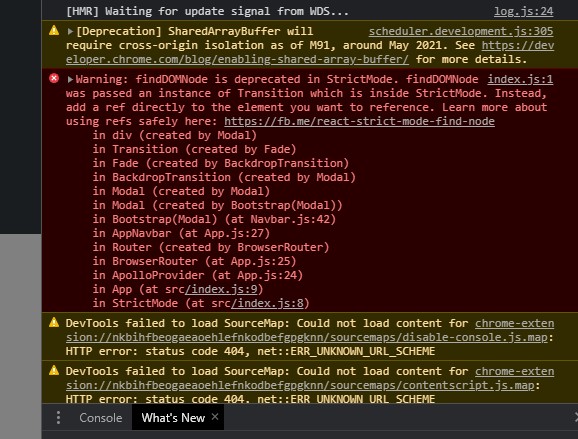 [HMR] Waiting for update signal from WDS... log.js:24
[Deprecation] SharedArrayBuffer will scheduler.development.js:305
require cross-origin isolation as of M91, around May 2021. See https://dev
eloper.chrome.com/blog/enabling-shared-array-buffer/ for more details.
Warning: findDOMNode is deprecated in StrictMode. findDOMNode index.js:1
was passed an instance of Transition which is inside StrictMode. Instead,
add a ref directly to the element you want to reference. Learn more about
using refs safely here: https://fb.me/react-strict-mode-find-node
in div (created by Modal)
in Transition (created by Fade)
in Fade (created by BackdropTransition)
in BackdropTransition (created by Modal)
in Modal (created by Modal)
in Modal (created by Bootstrap(Modal))
in Bootstrap(Modal) (at Navbar.js:42)
in AppNavbar (at App.js:27)
in Router (created by BrowserRouter)
in BrowserRouter (at App.js:25)
in ApolloProvider (at App.js:24)
in App (at src/index.js:9)
in StrictMode (at src/index.js:8)
DevTools failed to load SourceMap: Could not load content for chrome-exten
sion://nkbihfbeogaeaoehlefnkodbefgpgknn/sourcemaps/disable-console.js.map:
HTTP error: status code 404, net::ERR_UNKNOWN_URL_SCHEME
DevTools failed to load SourceMap: Could not load content for chrome-exten
sion://nkbihfbeogaeaoehlefnkodbefgpgknn/sourcemaps/contentscript.js.map:
HTTP error: status code 404, net::ERR_UNKNOWN_URL_SCHEME
Console What's New